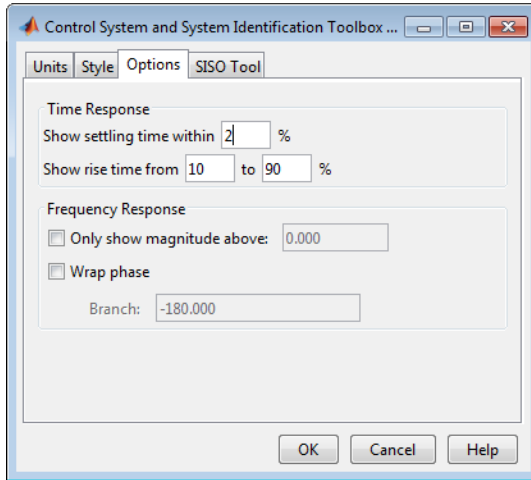 Control System and System Identification Toolbox ...
Units Style Options SISO Tool
Time Response
Show settling time within 2 %
Show rise time from 10 to 90 %
Frequency Response
Only show magnitude above: 0.000
Wrap phase
Branch: -180.000
OK Cancel Help